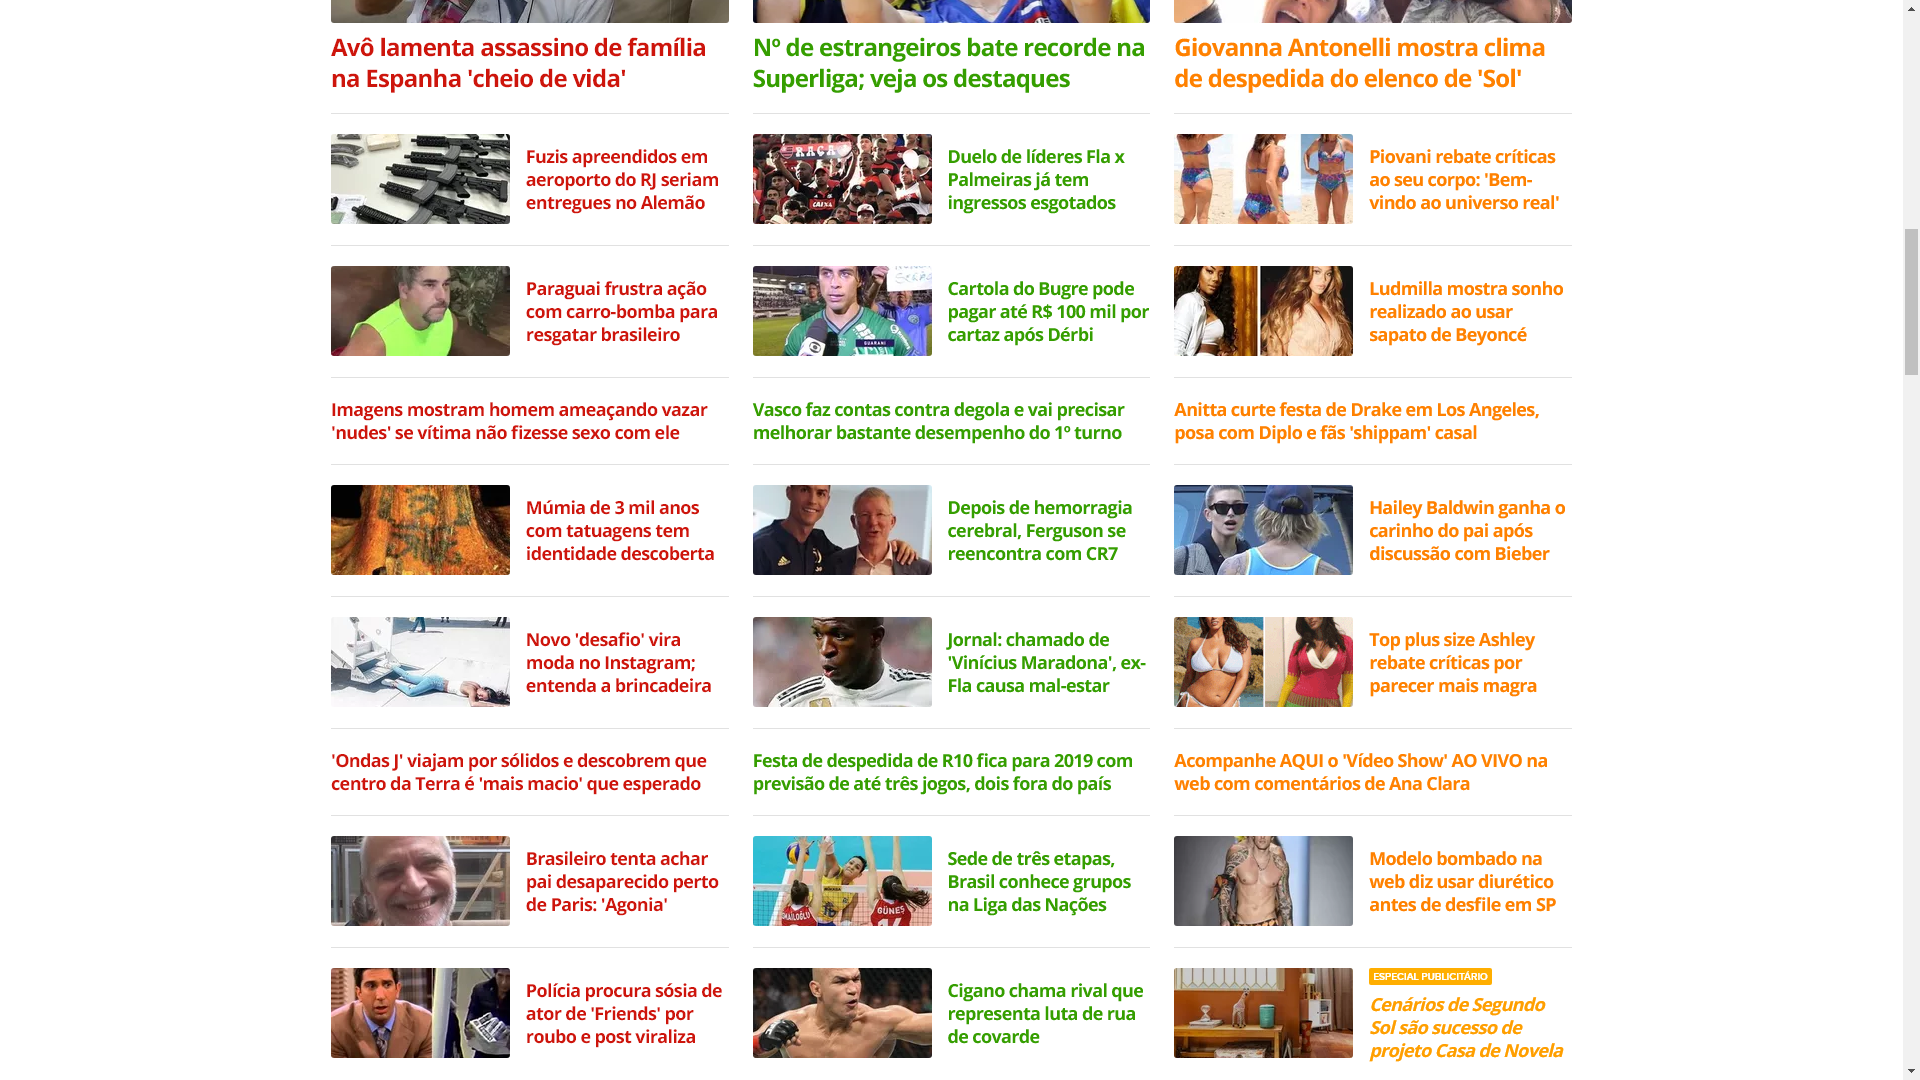 Avô lamenta assassino de família
na Espanha 'cheio de vida'
Fuzis apreendidos em
aeroporto do RJ seriam
entregues no Alemão
Paraguai frustra ação
com carro-bomba para
resgatar brasileiro
Imagens mostram homem ameaçando vazar
'nudes' se vítima não fizesse sexo com ele
Múmia de 3 mil anos
com tatuagens tem
identidade descoberta
Novo 'desafio' vira
moda no Instagram;
entenda a brincadeira
'Ondas J' viajam por sólidos e descobrem que
centro da Terra é 'mais macio' que esperado
Brasileiro tenta achar
pai desaparecido perto
de Paris: 'Agonia'
Polícia procura sósia de
ator de 'Friends' por
roubo e post viraliza
Nº de estrangeiros bate recorde na
Superliga; veja os destaques
RAÇA
CAIXA
Duelo de líderes Fla x
Palmeiras já tem
ingressos esgotados
GUARANI
Cartola do Bugre pode
pagar até R$ 100 mil por
cartaz após Dérbi
Vasco faz contas contra degola e vai precisar
melhorar bastante desempenho do 1º turno
Depois de hemorragia
cerebral, Ferguson se
reencontra com CR7
Jornal: chamado de
'Vinícius Maradona', ex-
Fla causa mal-estar
Festa de despedida de R10 fica para 2019 com
previsão de até três jogos, dois fora do país
GÜNEŞ
14
Sede de três etapas,
Brasil conhece grupos
na Liga das Nações
Cigano chama rival que
representa luta de rua
de covarde
Giovanna Antonelli mostra clima
de despedida do elenco de 'Sol'
Piovani rebate críticas
ao seu corpo: 'Bem-
vindo ao universo real'
Ludmilla mostra sonho
realizado ao usar
sapato de Beyoncé
Anitta curte festa de Drake em Los Angeles,
posa com Diplo e fãs 'shippam' casal
Hailey Baldwin ganha o
carinho do pai após
discussão com Bieber
Top plus size Ashley
rebate críticas por
parecer mais magra
Acompanhe AQUI o 'Vídeo Show' AO VIVO na
web com comentários de Ana Clara
Modelo bombado na
web diz usar diurético
antes de desfile em SP
ESPECIAL PUBLICITÁRIO
Cenários de Segundo
Sol são sucesso de
projeto Casa de Novela